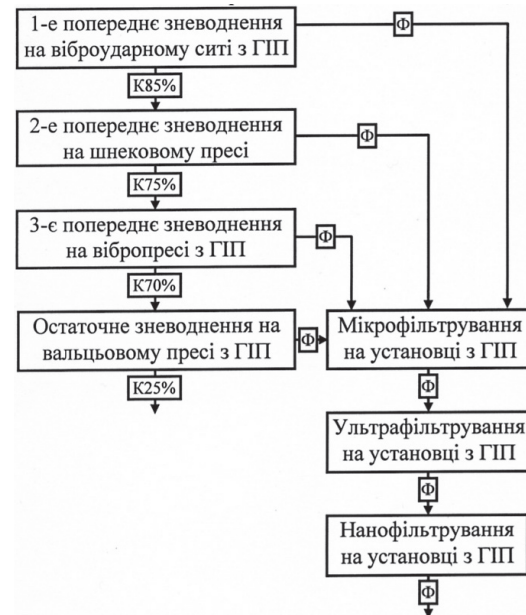 1-е попереднє зневоднення
на віброударному ситі з ГІП
Ф
К85%
2-е попереднє зневоднення
на шнековому пресі
Ф
К75%
3-є попереднє зневоднення
на вібропресі з ГІП
Ф
К70%
Остаточне зневоднення на
вальцьовому пресі з ГІП
Ф
К25%
Мікрофільтрування
на установці з ГІП
Ф
Ультрафільтрування
на установці з ГІП
Ф
Нанофільтрування
на установці з ГІП
Ф